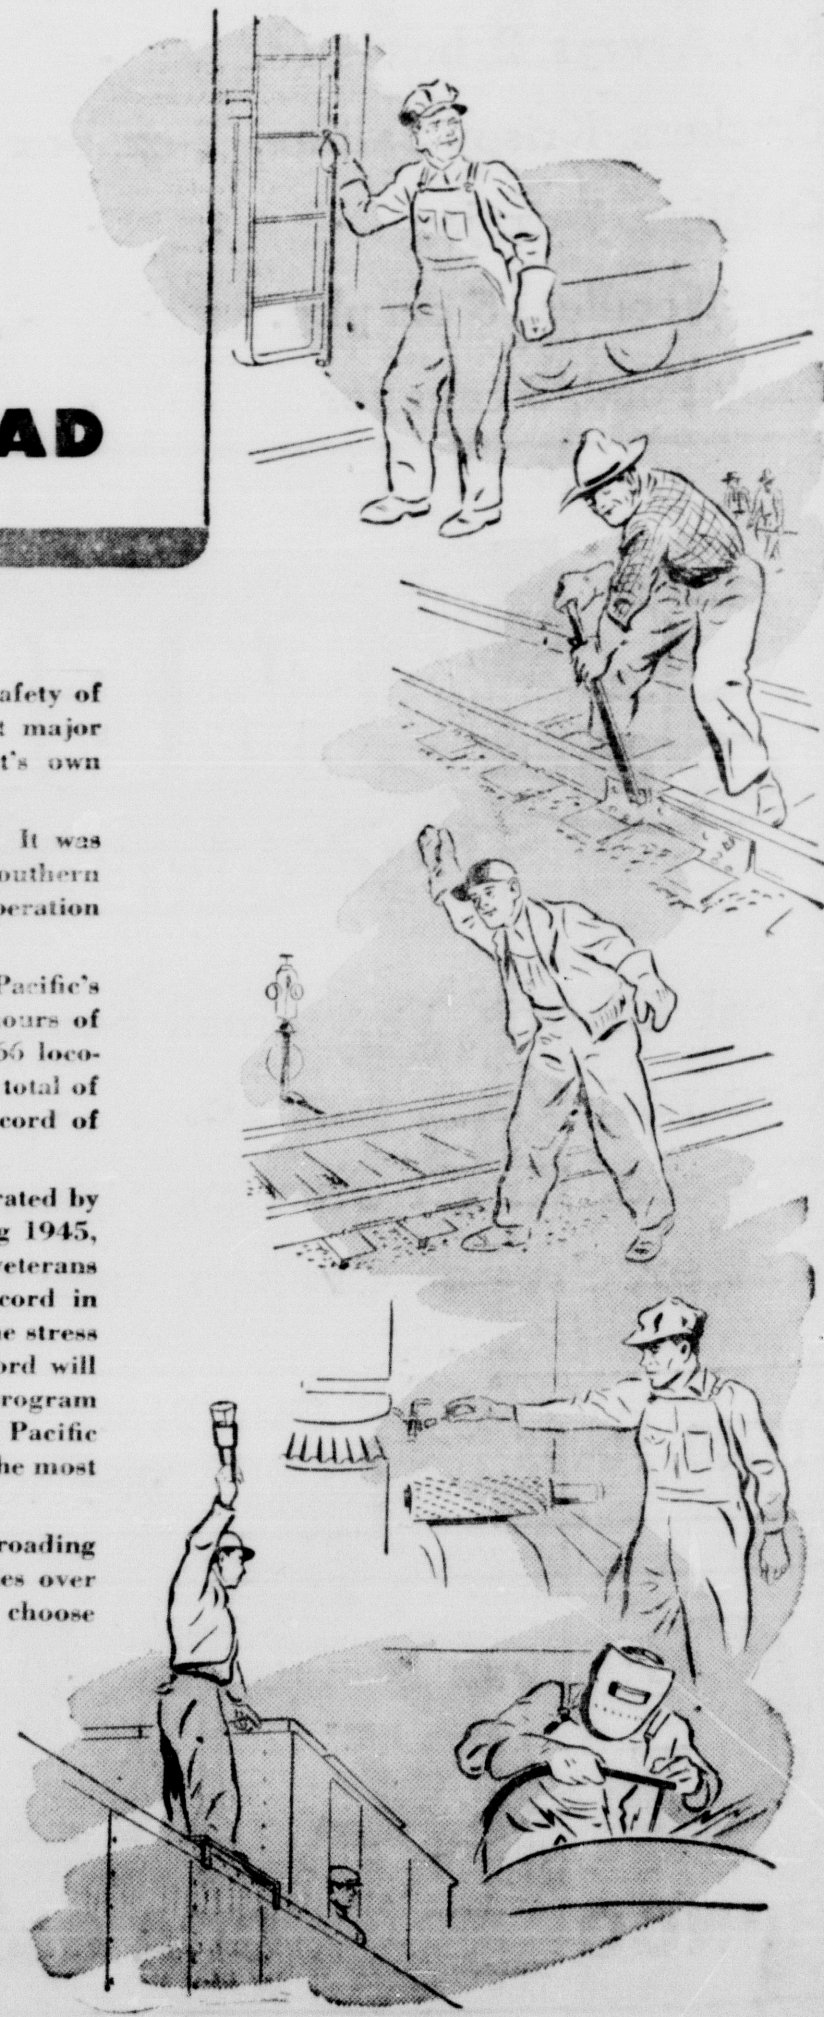 AD
afety of
t major
t's own
It was
outhern
peration
Pacific's
ours of
66 loco-
total of
cord of
rated by
g 1945,
veterans
cord in
e stress
ord will
rogram
Pacific
he most
roading
es over
choose